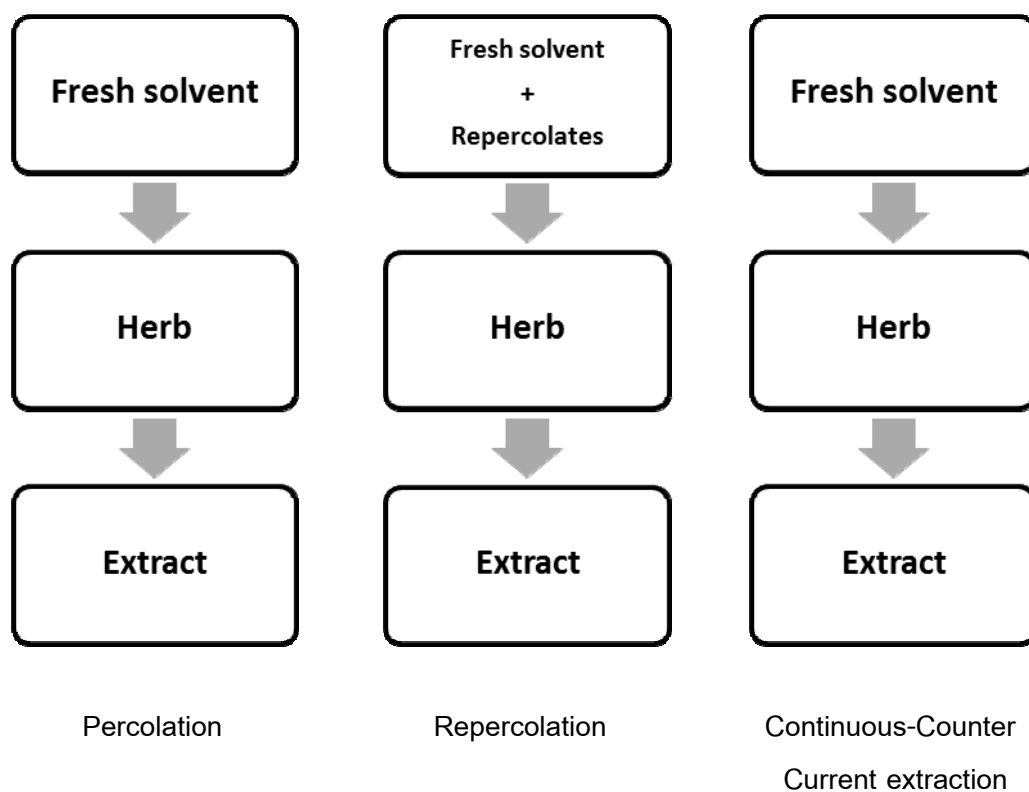 Fresh solvent
Herb
Extract
Percolation
Fresh solvent
+
Repercolates
Herb
Extract
Repercolation
Fresh solvent
Herb
Extract
Continuous-Counter
Current extraction